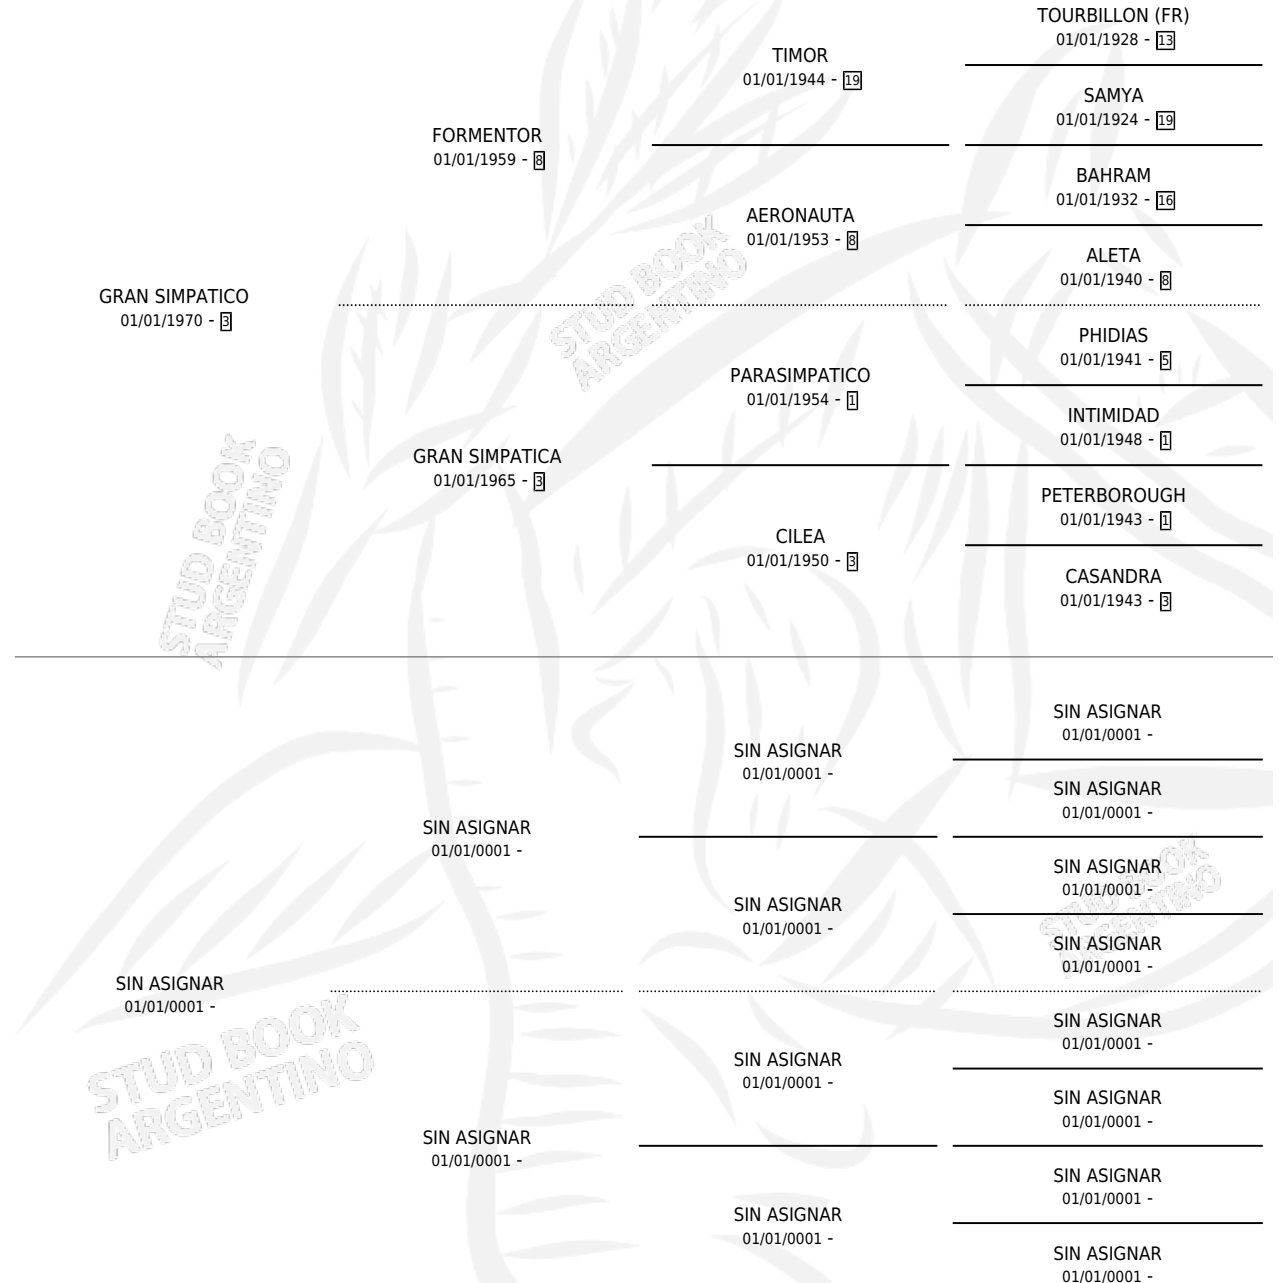 TOURBILLON (FR)
01/01/1928 - 13
TIMOR
01/01/1944 - 19
SAMYA
01/01/1924 - 19
FORMENTOR
01/01/1959 - 8
BAHRAM
01/01/1932 - 16
AERONAUTA
01/01/1953 - 8
ALETA
01/01/1940 - 8
GRAN SIMPATICO
01/01/1970 - 3
PHIDIAS
01/01/1941 - 5
PARASIMPATICO
01/01/1954 - 1
INTIMIDAD
01/01/1948 - 1
GRAN SIMPATICA
01/01/1965 - 3
PETERBOROUGH
01/01/1943 - 1
CILEA
01/01/1950 - 3
CASANDRA
01/01/1943 - 3
STUD BOOK
ARGENTINO
STUD BOOK
ARGENTINO
SIN ASIGNAR
01/01/0001 -
SIN ASIGNAR
01/01/0001 -
SIN ASIGNAR
01/01/0001 -
SIN ASIGNAR
01/01/0001 -
SIN ASIGNAR
01/01/0001 -
SIN ASIGNAR
01/01/0001 -
SIN ASIGNAR
01/01/0001 -
SIN ASIGNAR
01/01/0001 -
SIN ASIGNAR
01/01/0001 -
SIN ASIGNAR
01/01/0001 -
SIN ASIGNAR
01/01/0001 -
SIN ASIGNAR
01/01/0001 -
SIN ASIGNAR
01/01/0001 -
SIN ASIGNAR
01/01/0001 -
SIN ASIGNAR
01/01/0001 -
STUD BOOK
ARGENTINO
STUD BOOK
ARGENTINO